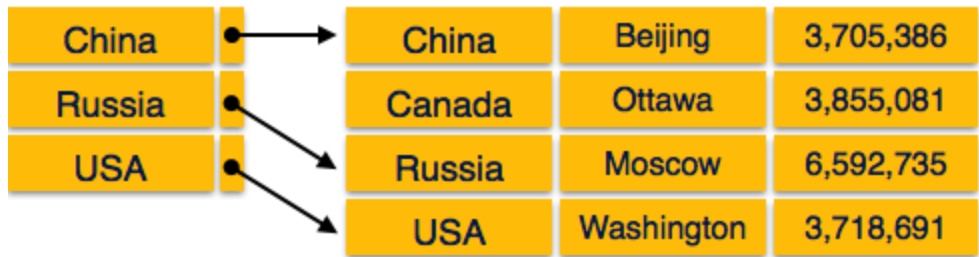 China China Beijing 3,705,386
Russia Canada Ottawa 3,855,081
USA Russia Moscow 6,592,735
USA Washington 3,718,691